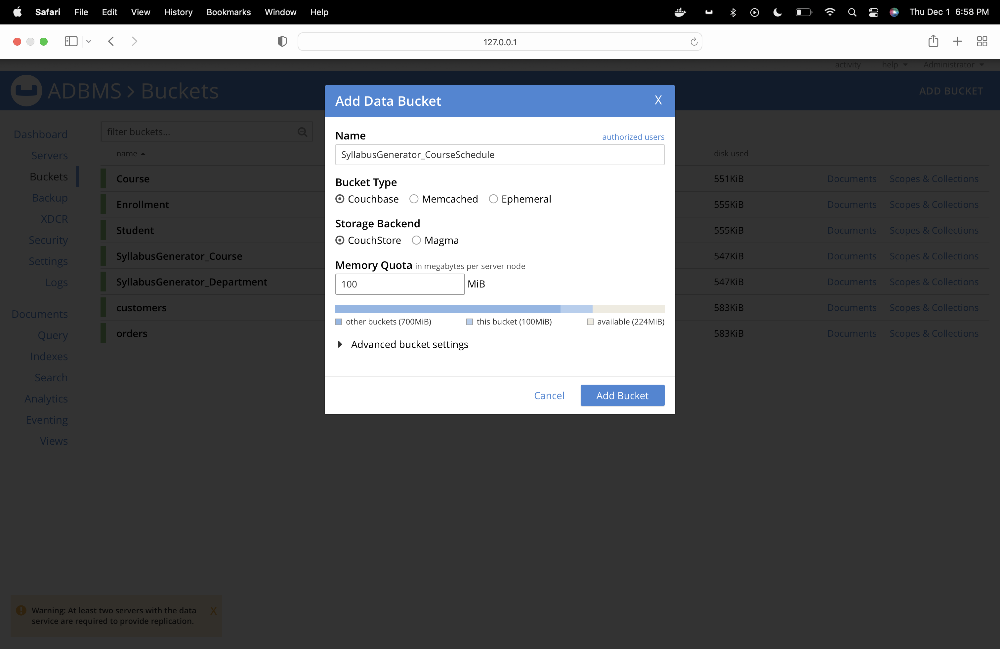 Safari File Edit View History Bookmarks Window Help Thu Dec 1 6:58 PM
127.0.0.1
activity help Administrator
ADBMS > Buckets ADD BUCKET
Dashboard
Servers
Buckets
Backup
XDCR
Security
Settings
Logs
Documents
Query
Indexes
Search
Analytics
Eventing
Views
filter buckets...
name disk used
Course 551KiB Documents Scopes & Collections
Enrollment 555KiB Documents Scopes & Collections
Student 555KiB Documents Scopes & Collections
SyllabusGenerator_Course 547KiB Documents Scopes & Collections
SyllabusGenerator_Department 547KiB Documents Scopes & Collections
customers 583KiB Documents Scopes & Collections
orders 583KiB Documents Scopes & Collections
Add Data Bucket X
Name authorized users
SyllabusGenerator_CourseSchedule
Bucket Type
Couchbase Memcached Ephemeral
Storage Backend
CouchStore Magma
Memory Quota in megabytes per server node
100 MiB
other buckets (700MiB) this bucket (100MiB) available (224MiB)
Advanced bucket settings
Cancel Add Bucket
Warning: At least two servers with the data X
service are required to provide replication.